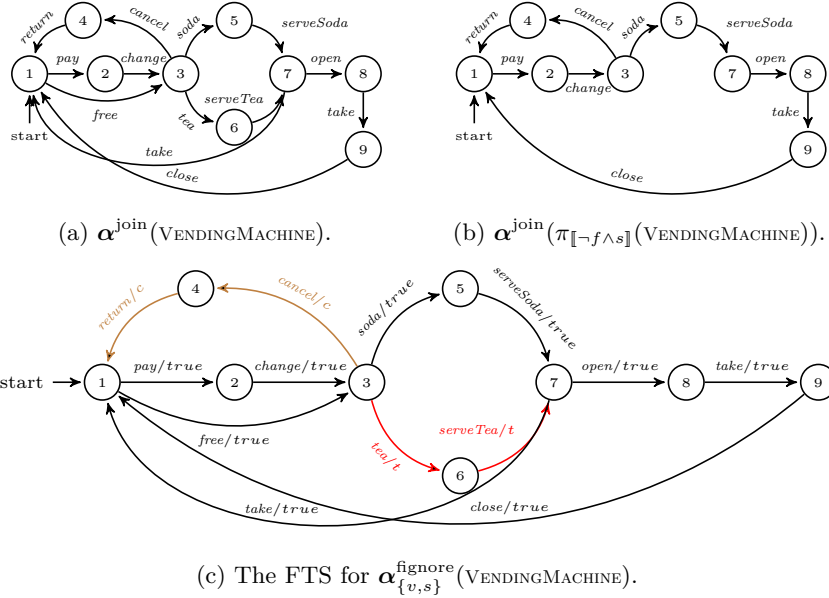 4
cancel
5
soda
serveSoda
return
1
pay
2
change
3
7
open
8
free
tea
serveTea
6
take
start
take
9
close
(a) α^join(VENDINGMACHINE).
4
cancel
5
soda
serveSoda
return
1
pay
2
change
3
7
open
8
take
start
9
close
(b) α^join(π_⟦¬f∧s⟧(VENDINGMACHINE)).
4
cancel/c
5
return/c
soda/true
serveSoda/true
start
1
pay/true
2
change/true
3
7
open/true
8
take/true
9
free/true
tea/t
serveTea/t
6
take/true
close/true
(c) The FTS for α^fignore_{v,s}(VENDINGMACHINE).